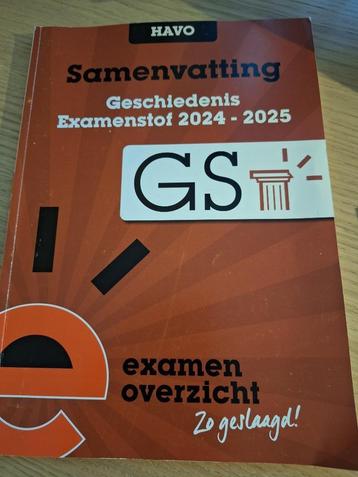 HAVO
Samenvatting
Geschiedenis
Examenstof 2024 - 2025
GS
e
examen
overzicht
Zo geslaagd!